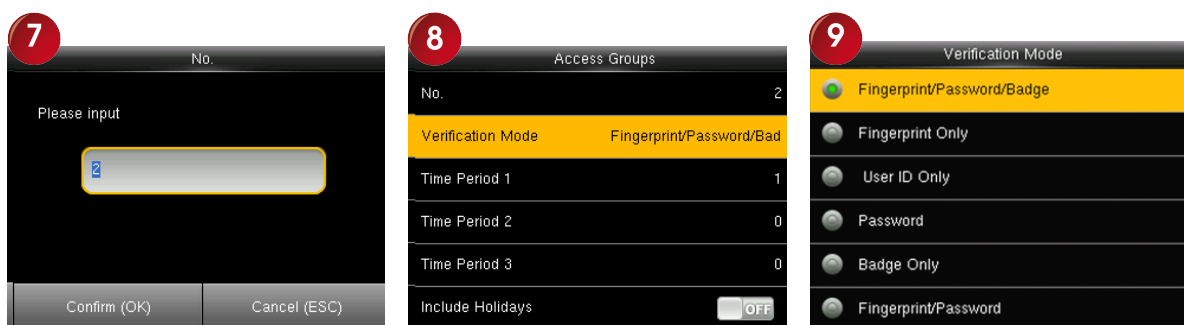 7
No.
Please input
2
Confirm (OK) Cancel (ESC)
8
Access Groups
No. 2
Verification Mode Fingerprint/Password/Bad
Time Period 1 1
Time Period 2 0
Time Period 3 0
Include Holidays OFF
9
Verification Mode
Fingerprint/Password/Badge
Fingerprint Only
User ID Only
Password
Badge Only
Fingerprint/Password